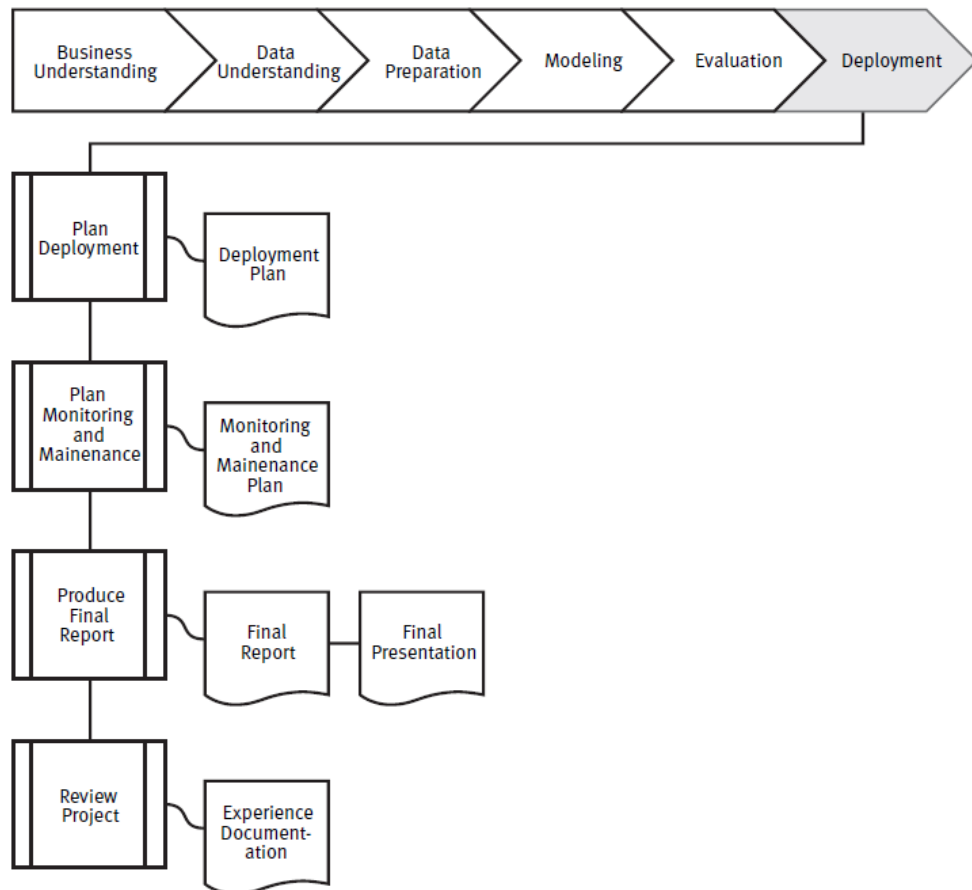 Business
Understanding
Data
Understanding
Data
Preparation
Modeling
Evaluation
Deployment
Plan
Deployment
Deployment
Plan
Plan
Monitoring
and
Mainenance
Monitoring
and
Mainenance
Plan
Produce
Final
Report
Final
Report
Final
Presentation
Review
Project
Experience
Document-
ation